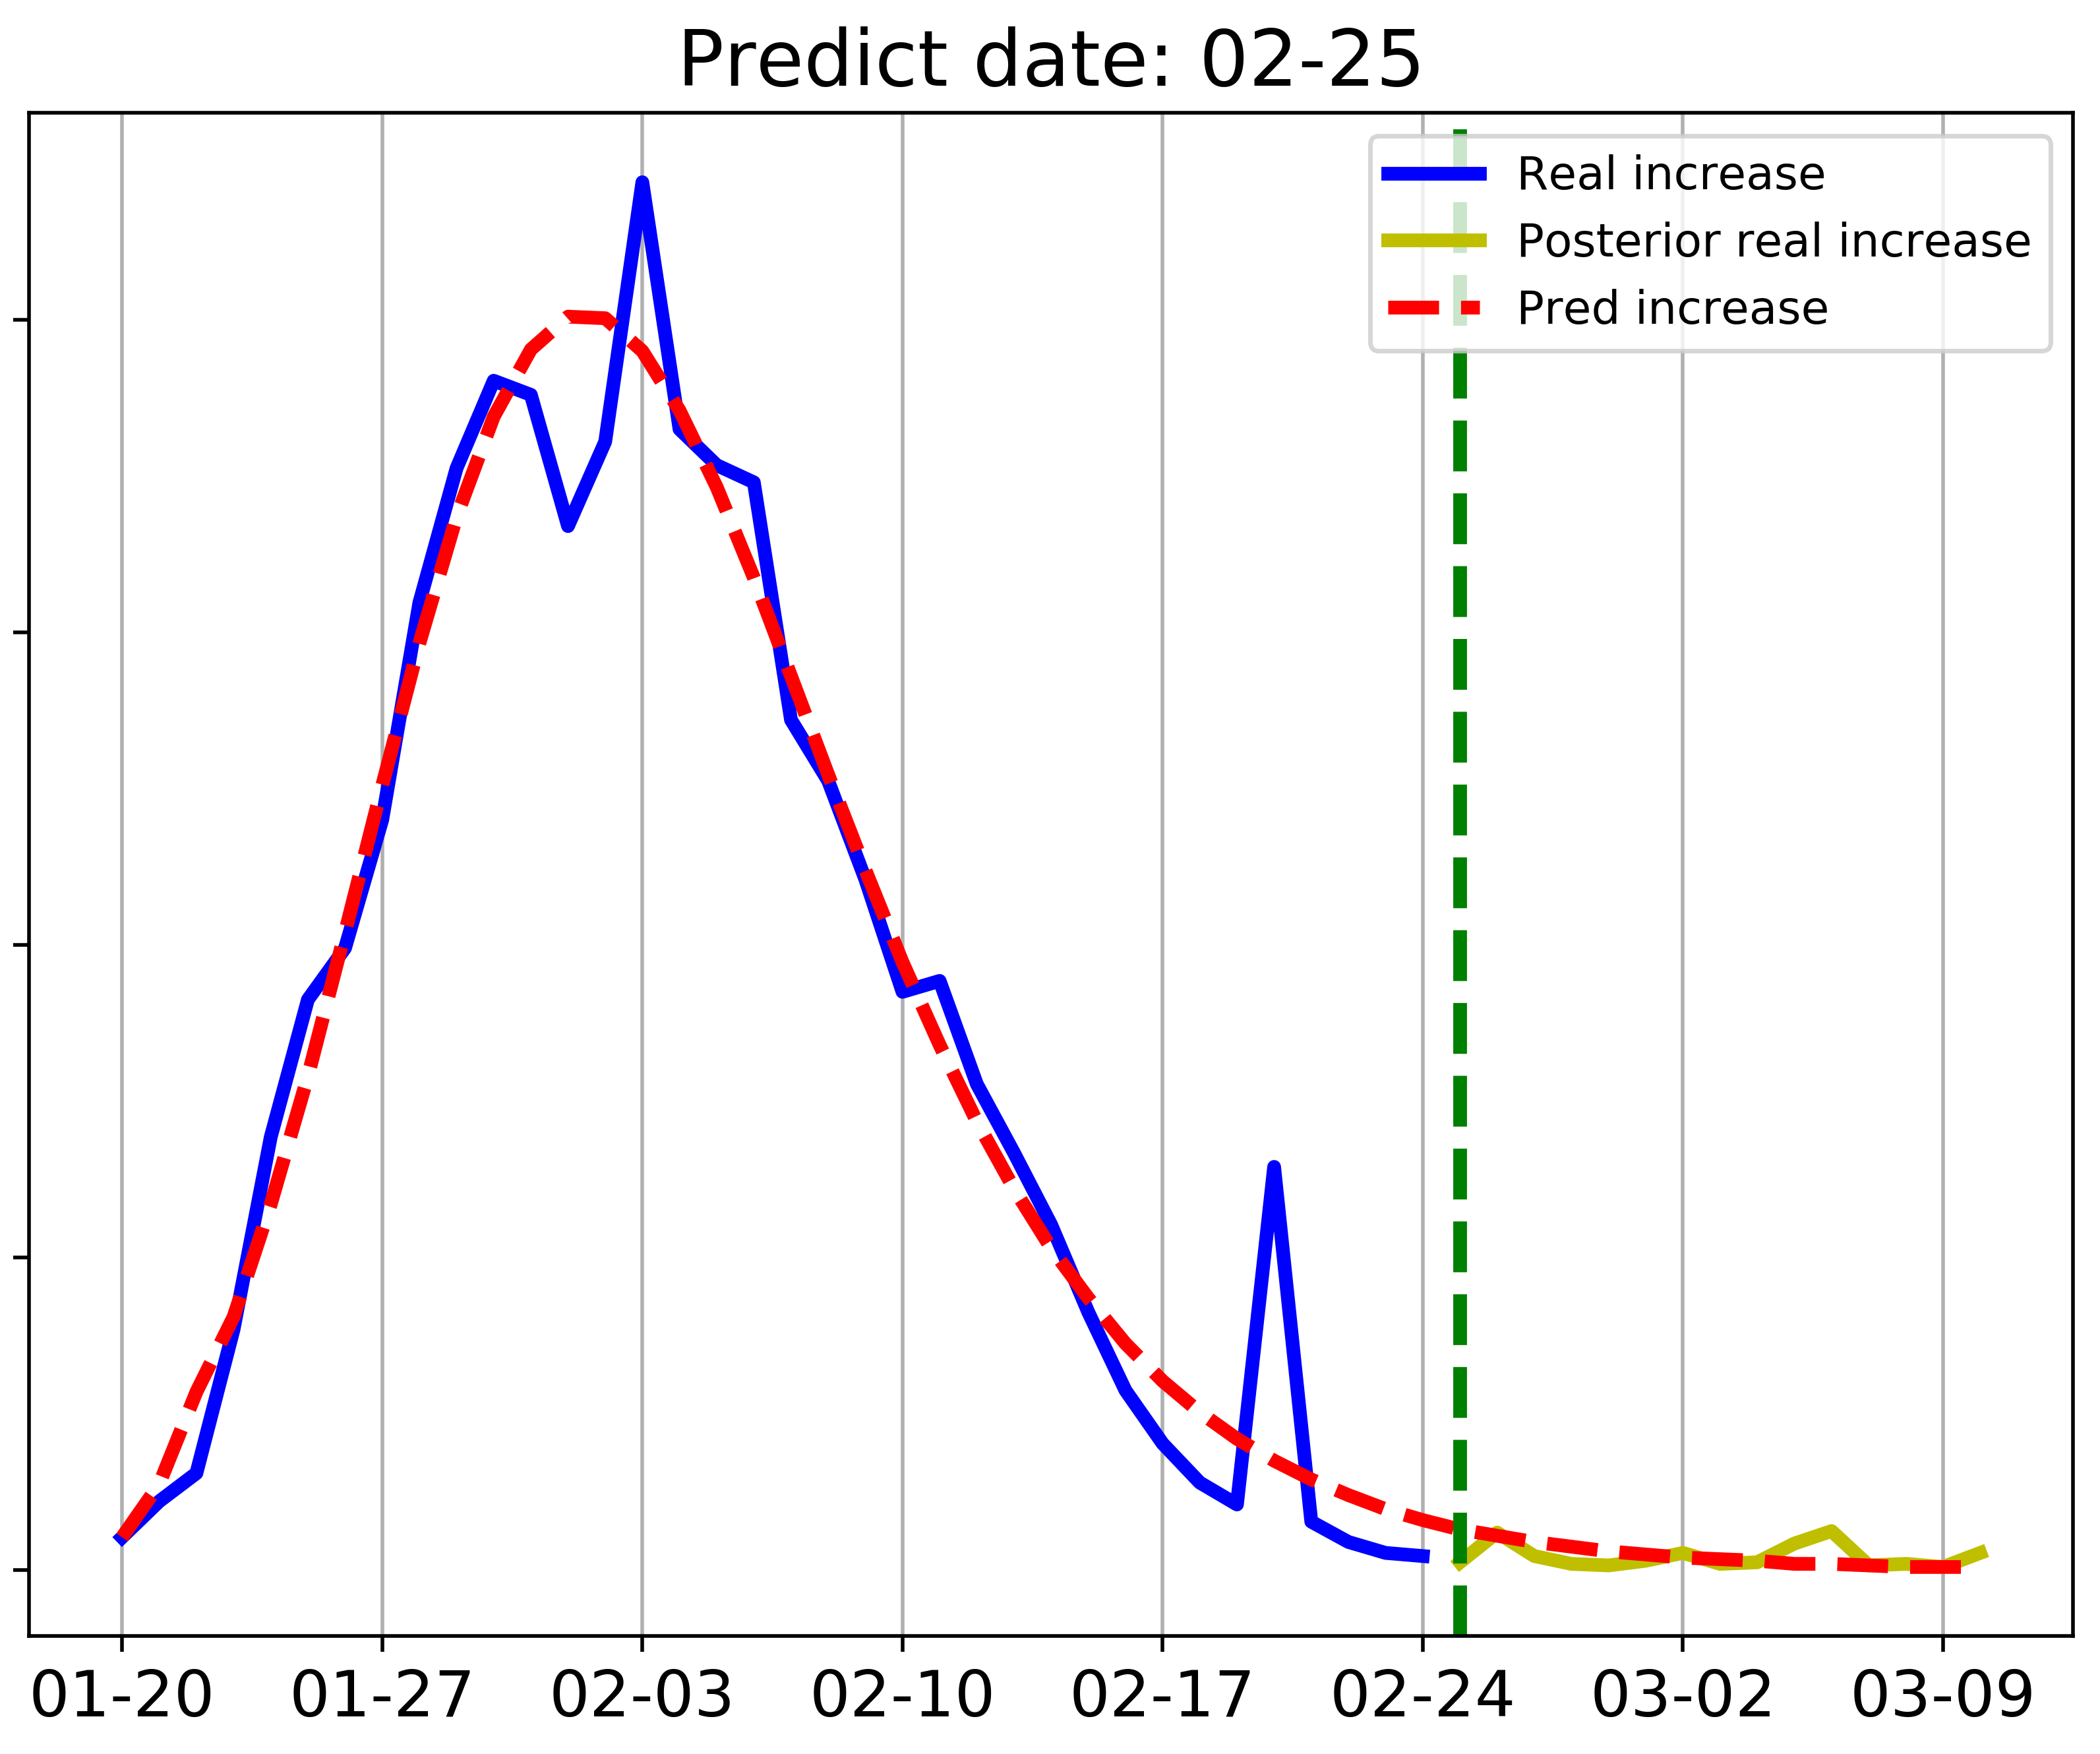 Predict date: 02-25
Real increase
Posterior real increase
Pred increase
01-20 01-27 02-03 02-10 02-17 02-24 03-02 03-09